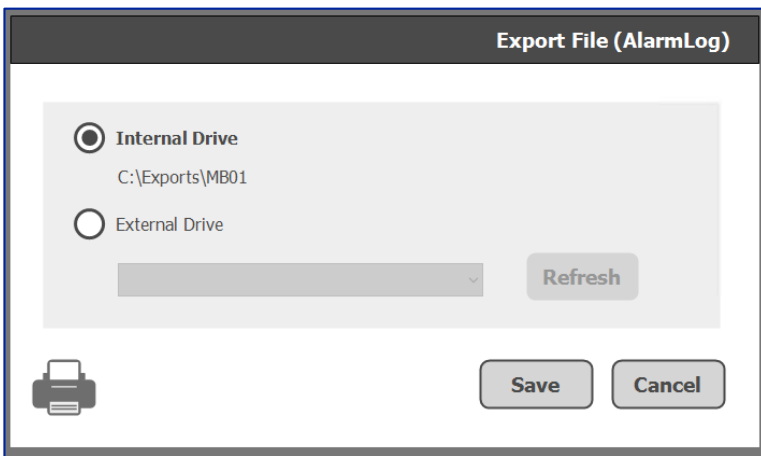 Export File (AlarmLog)
Internal Drive
C:\Exports\MB01
External Drive
Refresh
Save
Cancel